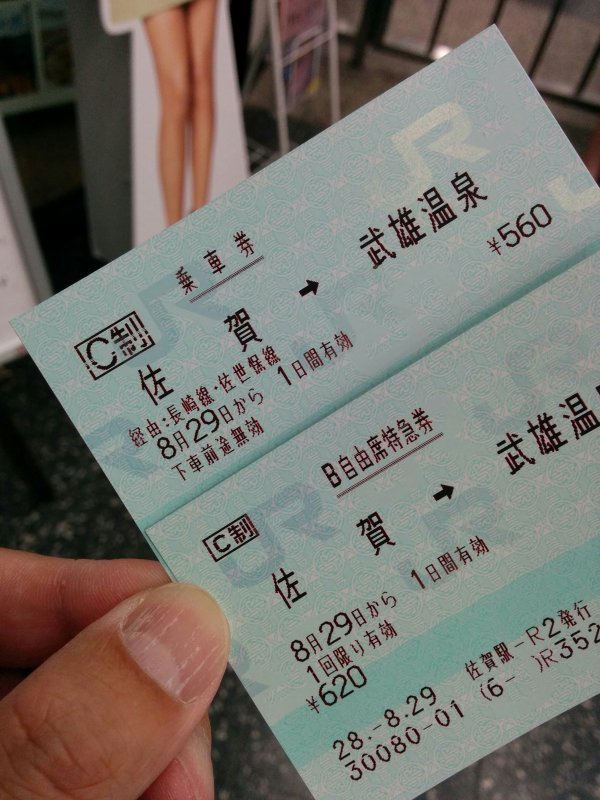 乗車券
C制
佐賀 → 武雄温泉
¥560
経由:長崎線・佐世保線
8月29日から 1日間有効
下車前途無効
B自由席特急券
C制
佐賀 → 武雄温
8月29日から 1日間有効
1回限り有効
¥620
28.-8.29 佐賀駅-R2発行
30080-01 (6- )R352